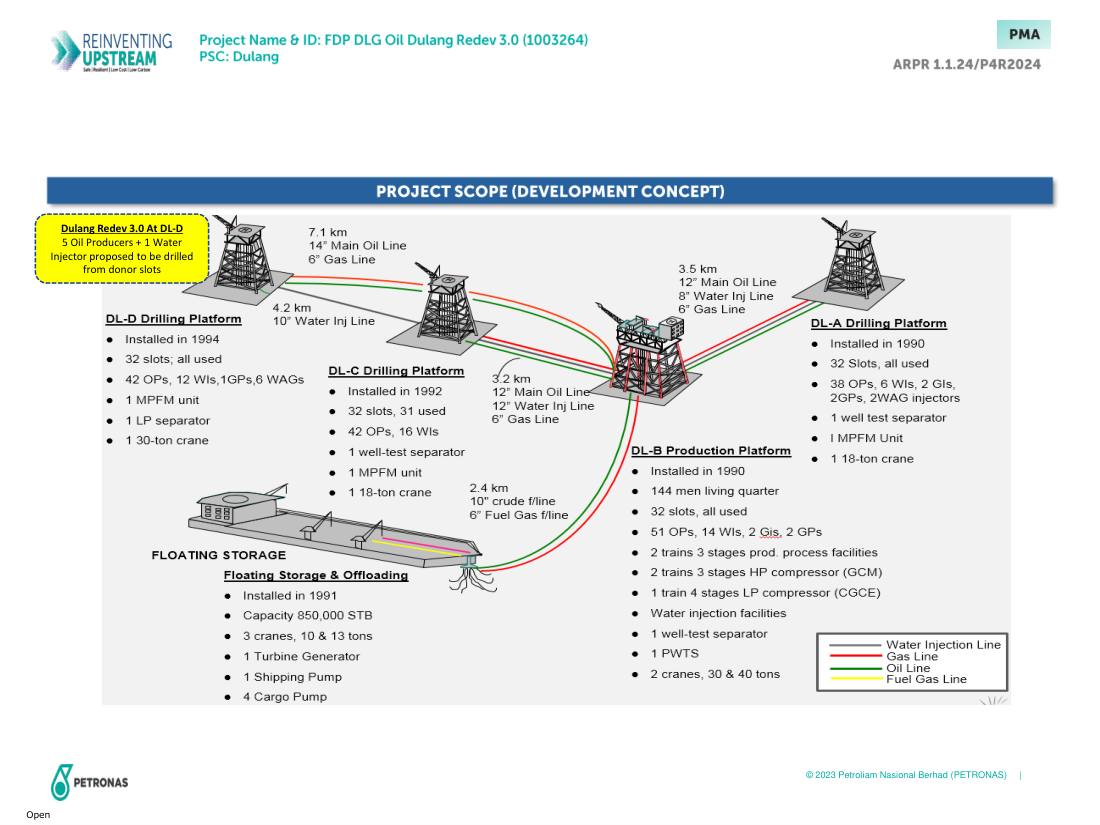 REINVENTING
UPSTREAM
Safe | Resilient | Low Cost | Low Carbon
Project Name & ID: FDP DLG Oil Dulang Redev 3.0 (1003264)
PSC: Dulang
PMA
ARPR 1.1.24/P4R2024
PROJECT SCOPE (DEVELOPMENT CONCEPT)
Dulang Redev 3.0 At DL-D
5 Oil Producers + 1 Water
Injector proposed to be drilled
from donor slots
7.1 km
14" Main Oil Line
6" Gas Line
4.2 km
10" Water Inj Line
3.5 km
12" Main Oil Line
8" Water Inj Line
6" Gas Line
DL-D Drilling Platform
● Installed in 1994
● 32 slots; all used
● 42 OPs, 12 WIs,1GPs,6 WAGs
● 1 MPFM unit
● 1 LP separator
● 1 30-ton crane
DL-C Drilling Platform
● Installed in 1992
● 32 slots, 31 used
● 42 OPs, 16 WIs
● 1 well-test separator
● 1 MPFM unit
● 1 18-ton crane
3.2 km
12" Main Oil Line
12" Water Inj Line
6" Gas Line
DL-A Drilling Platform
● Installed in 1990
● 32 Slots, all used
● 38 OPs, 6 WIs, 2 GIs,
2GPs, 2WAG injectors
● 1 well test separator
● I MPFM Unit
● 1 18-ton crane
DL-B Production Platform
● Installed in 1990
● 144 men living quarter
● 32 slots, all used
● 51 OPs, 14 WIs, 2 Gis, 2 GPs
● 2 trains 3 stages prod. process facilities
● 2 trains 3 stages HP compressor (GCM)
● 1 train 4 stages LP compressor (CGCE)
● Water injection facilities
● 1 well-test separator
● 1 PWTS
● 2 cranes, 30 & 40 tons
2.4 km
10" crude f/line
6" Fuel Gas f/line
FLOATING STORAGE
Floating Storage & Offloading
● Installed in 1991
● Capacity 850,000 STB
● 3 cranes, 10 & 13 tons
● 1 Turbine Generator
● 1 Shipping Pump
● 4 Cargo Pump
Water Injection Line
Gas Line
Oil Line
Fuel Gas Line
PETRONAS
© 2023 Petroliam Nasional Berhad (PETRONAS) |
Open